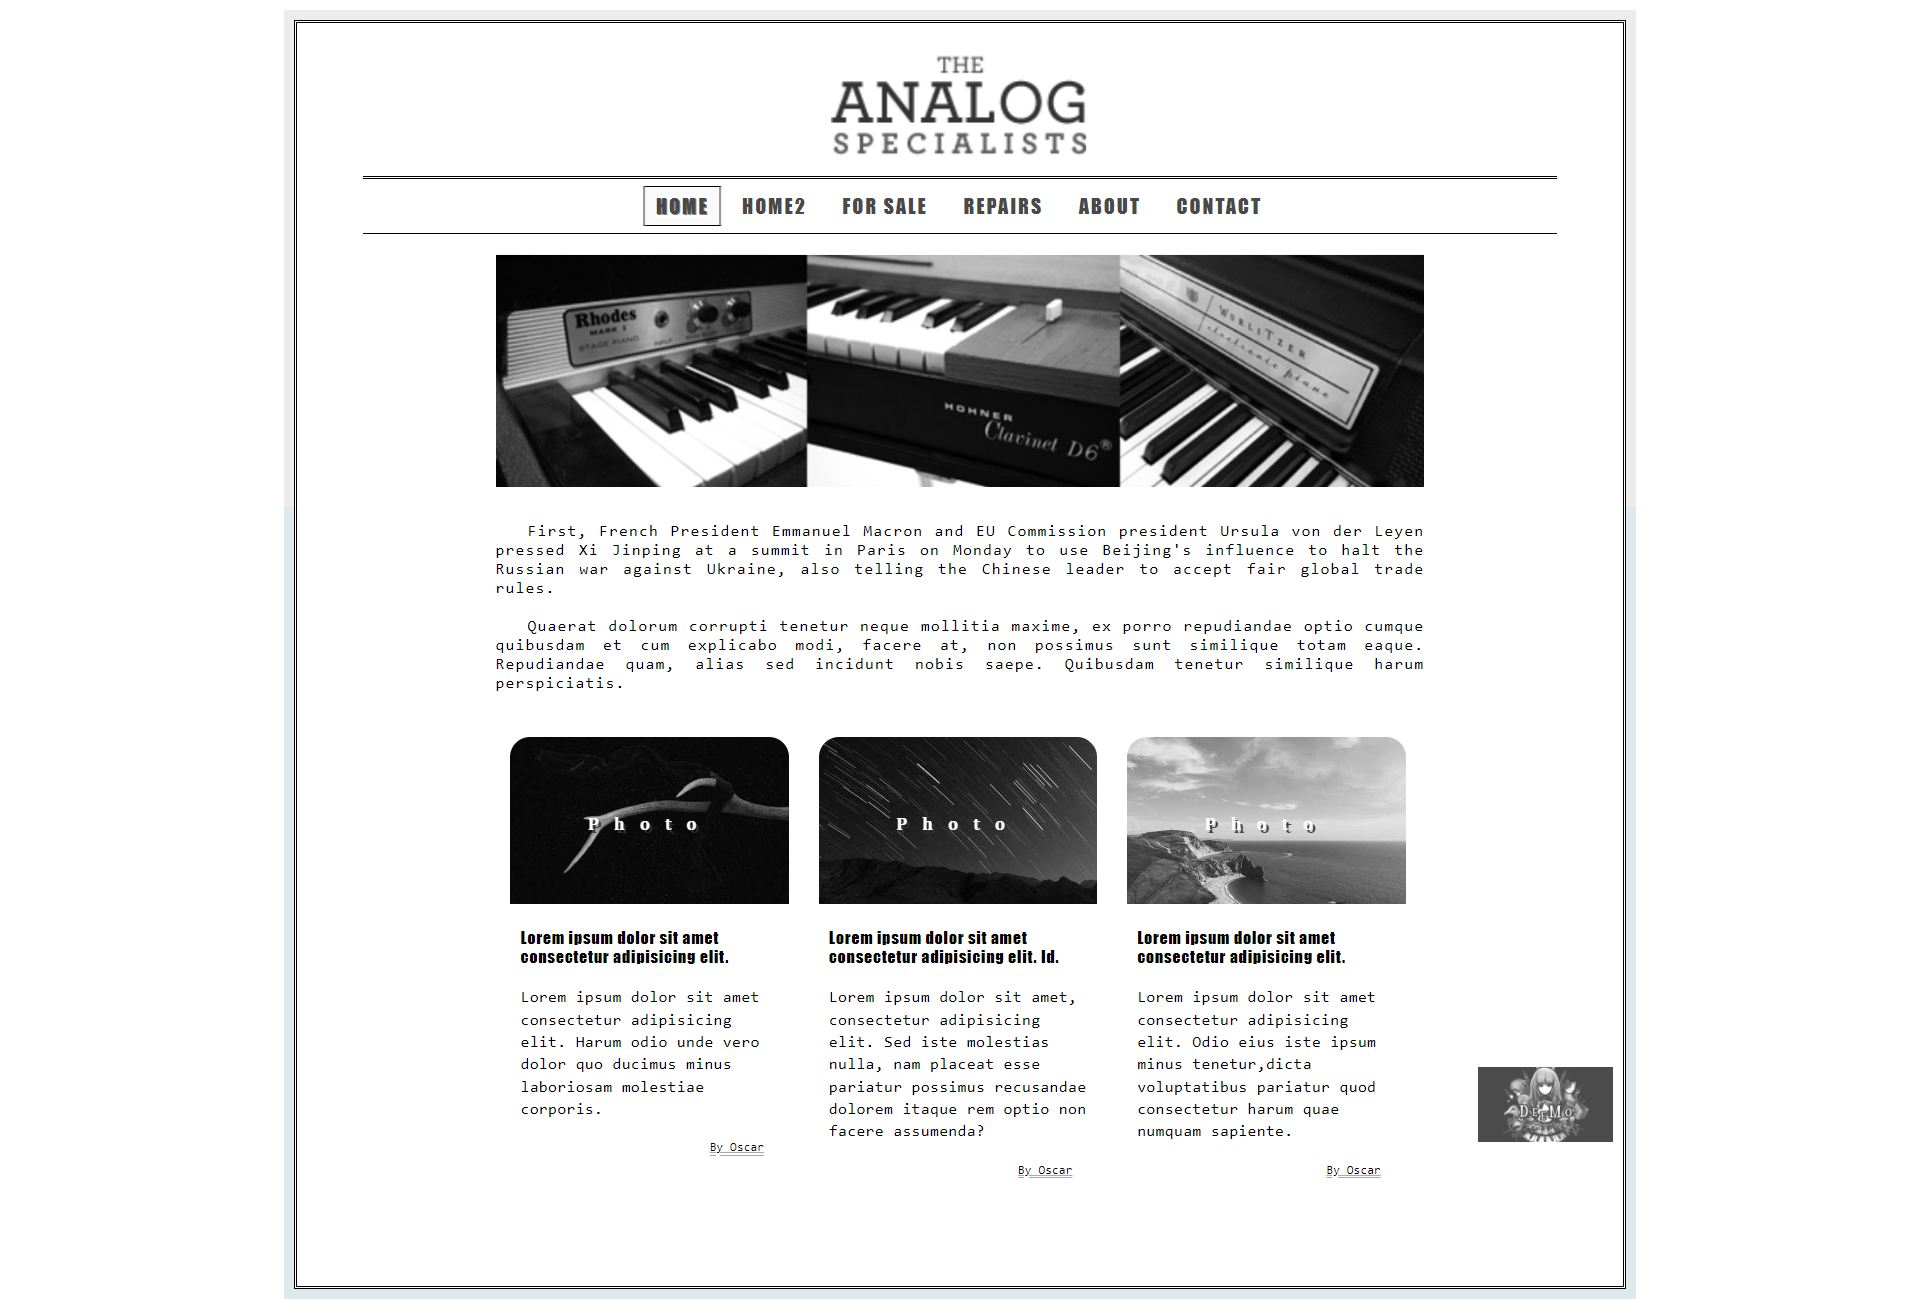 THE
ANALOG
SPECIALISTS
HOME HOME2 FOR SALE REPAIRS ABOUT CONTACT
Rhodes
MARK I
STAGE PIANO
INPUT
HOHNER
Clavinet D6®
WURLITZER
electronic piano
First, French President Emmanuel Macron and EU Commission president Ursula von der Leyen
pressed Xi Jinping at a summit in Paris on Monday to use Beijing's influence to halt the
Russian war against Ukraine, also telling the Chinese leader to accept fair global trade
rules.
Quaerat dolorum corrupti tenetur neque mollitia maxime, ex porro repudiandae optio cumque
quibusdam et cum explicabo modi, facere at, non possimus sunt similique totam eaque.
Repudiandae quam, alias sed incidunt nobis saepe. Quibusdam tenetur similique harum
perspiciatis.
Photo
Lorem ipsum dolor sit amet
consectetur adipisicing elit.
Lorem ipsum dolor sit amet
consectetur adipisicing
elit. Harum odio unde vero
dolor quo ducimus minus
laboriosam molestiae
corporis.
By Oscar
Photo
Lorem ipsum dolor sit amet
consectetur adipisicing elit. Id.
Lorem ipsum dolor sit amet,
consectetur adipisicing
elit. Sed iste molestias
nulla, nam placeat esse
pariatur possimus recusandae
dolorem itaque rem optio non
facere assumenda?
By Oscar
Photo
Lorem ipsum dolor sit amet
consectetur adipisicing elit.
Lorem ipsum dolor sit amet
consectetur adipisicing
elit. Odio eius iste ipsum
minus tenetur,dicta
voluptatibus pariatur quod
consectetur harum quae
numquam sapiente.
By Oscar
DEEMO